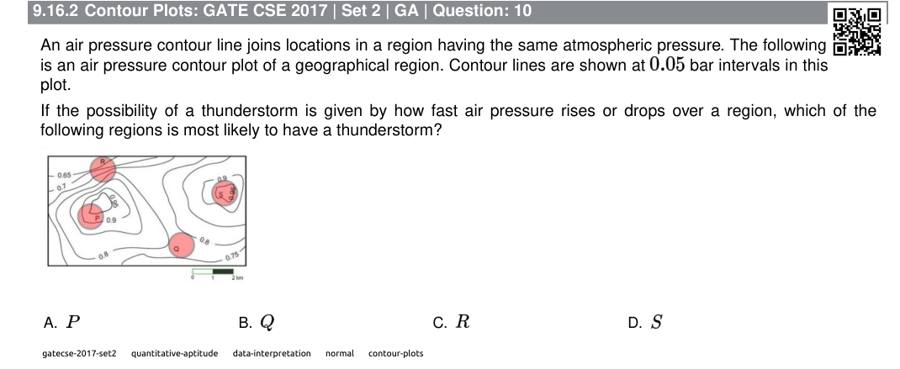 9.16.2 Contour Plots: GATE CSE 2017 | Set 2 | GA | Question: 10
An air pressure contour line joins locations in a region having the same atmospheric pressure. The following
is an air pressure contour plot of a geographical region. Contour lines are shown at 0.05 bar intervals in this
plot.
If the possibility of a thunderstorm is given by how fast air pressure rises or drops over a region, which of the
following regions is most likely to have a thunderstorm?
R
0.65
0.7
0.9
S
P
0.9
Q
0.8
0.8
0.75
0 1 2 km
A. P B. Q C. R D. S
gatecse-2017-set2 quantitative-aptitude data-interpretation normal contour-plots